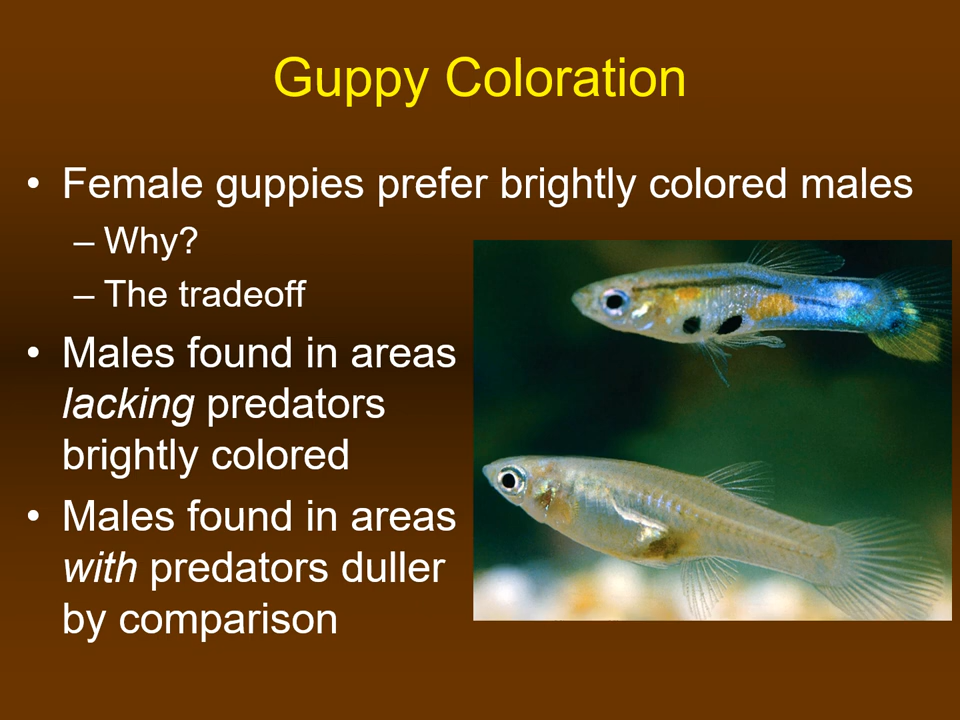 Guppy Coloration
• Female guppies prefer brightly colored males
– Why?
– The tradeoff
• Males found in areas
lacking predators
brightly colored
• Males found in areas
with predators duller
by comparison